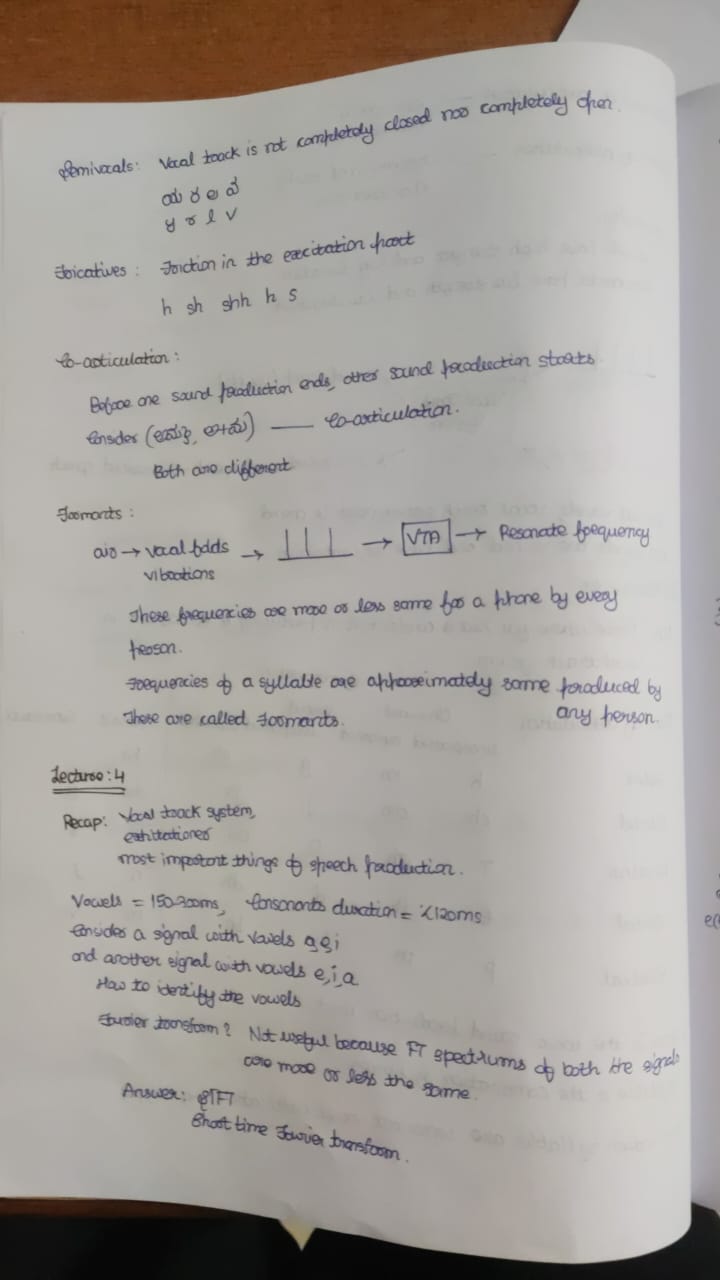 Semivocals: Vocal track is not completely closed nor completely open.
ಯ ರ ಲ ವ
y r l v
Fricatives: Friction in the excitation part
h sh shh h s
Co-articulation:
Before one sound production ends, other sound production starts
Consider ( , ) — Co-articulation.
Both are different
Formants:
air → vocal folds → → VTA → Resonate frequency
vibrations
These frequencies are more or less same for a phone by every
person.
Frequencies of a syllable are approximately same produced by
These are called Formants. any person.
Lecture: 4
Recap: Vocal track system,
most important things of speech production.
Vowels = 150-200ms, Consonants duration = <120ms
Consider a signal with vowels a, e, i
and another signal with vowels e, i, a
How to identify the vowels
Fourier transform? Not useful because FT spectrums of both the signals
are more or less the same.
Answer: STFT
Short time Fourier transform.